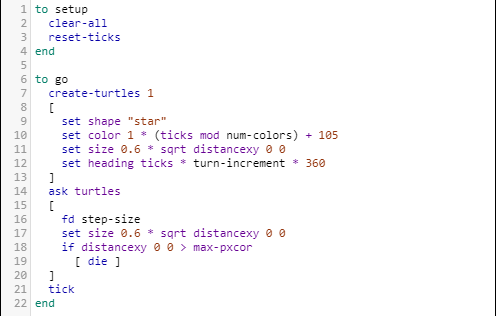 1 to setup
2   clear-all
3   reset-ticks
4 end
5
6 to go
7   create-turtles 1
8   [
9     set shape "star"
10     set color 1 * (ticks mod num-colors) + 105
11     set size 0.6 * sqrt distancexy 0 0
12     set heading ticks * turn-increment * 360
13   ]
14   ask turtles
15   [
16     fd step-size
17     set size 0.6 * sqrt distancexy 0 0
18     if distancexy 0 0 > max-pxcor
19       [ die ]
20   ]
21   tick
22 end